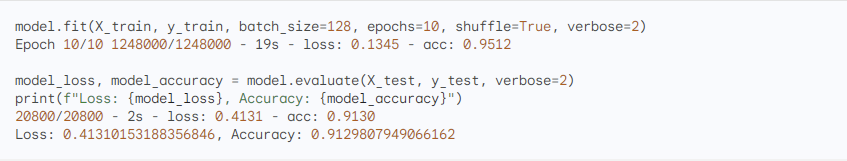 model.fit(X_train, y_train, batch_size=128, epochs=10, shuffle=True, verbose=2)
Epoch 10/10 1248000/1248000 - 19s - loss: 0.1345 - acc: 0.9512
model_loss, model_accuracy = model.evaluate(X_test, y_test, verbose=2)
print(f"Loss: {model_loss}, Accuracy: {model_accuracy}")
20800/20800 - 2s - loss: 0.4131 - acc: 0.9130
Loss: 0.41310153188356846, Accuracy: 0.9129807949066162